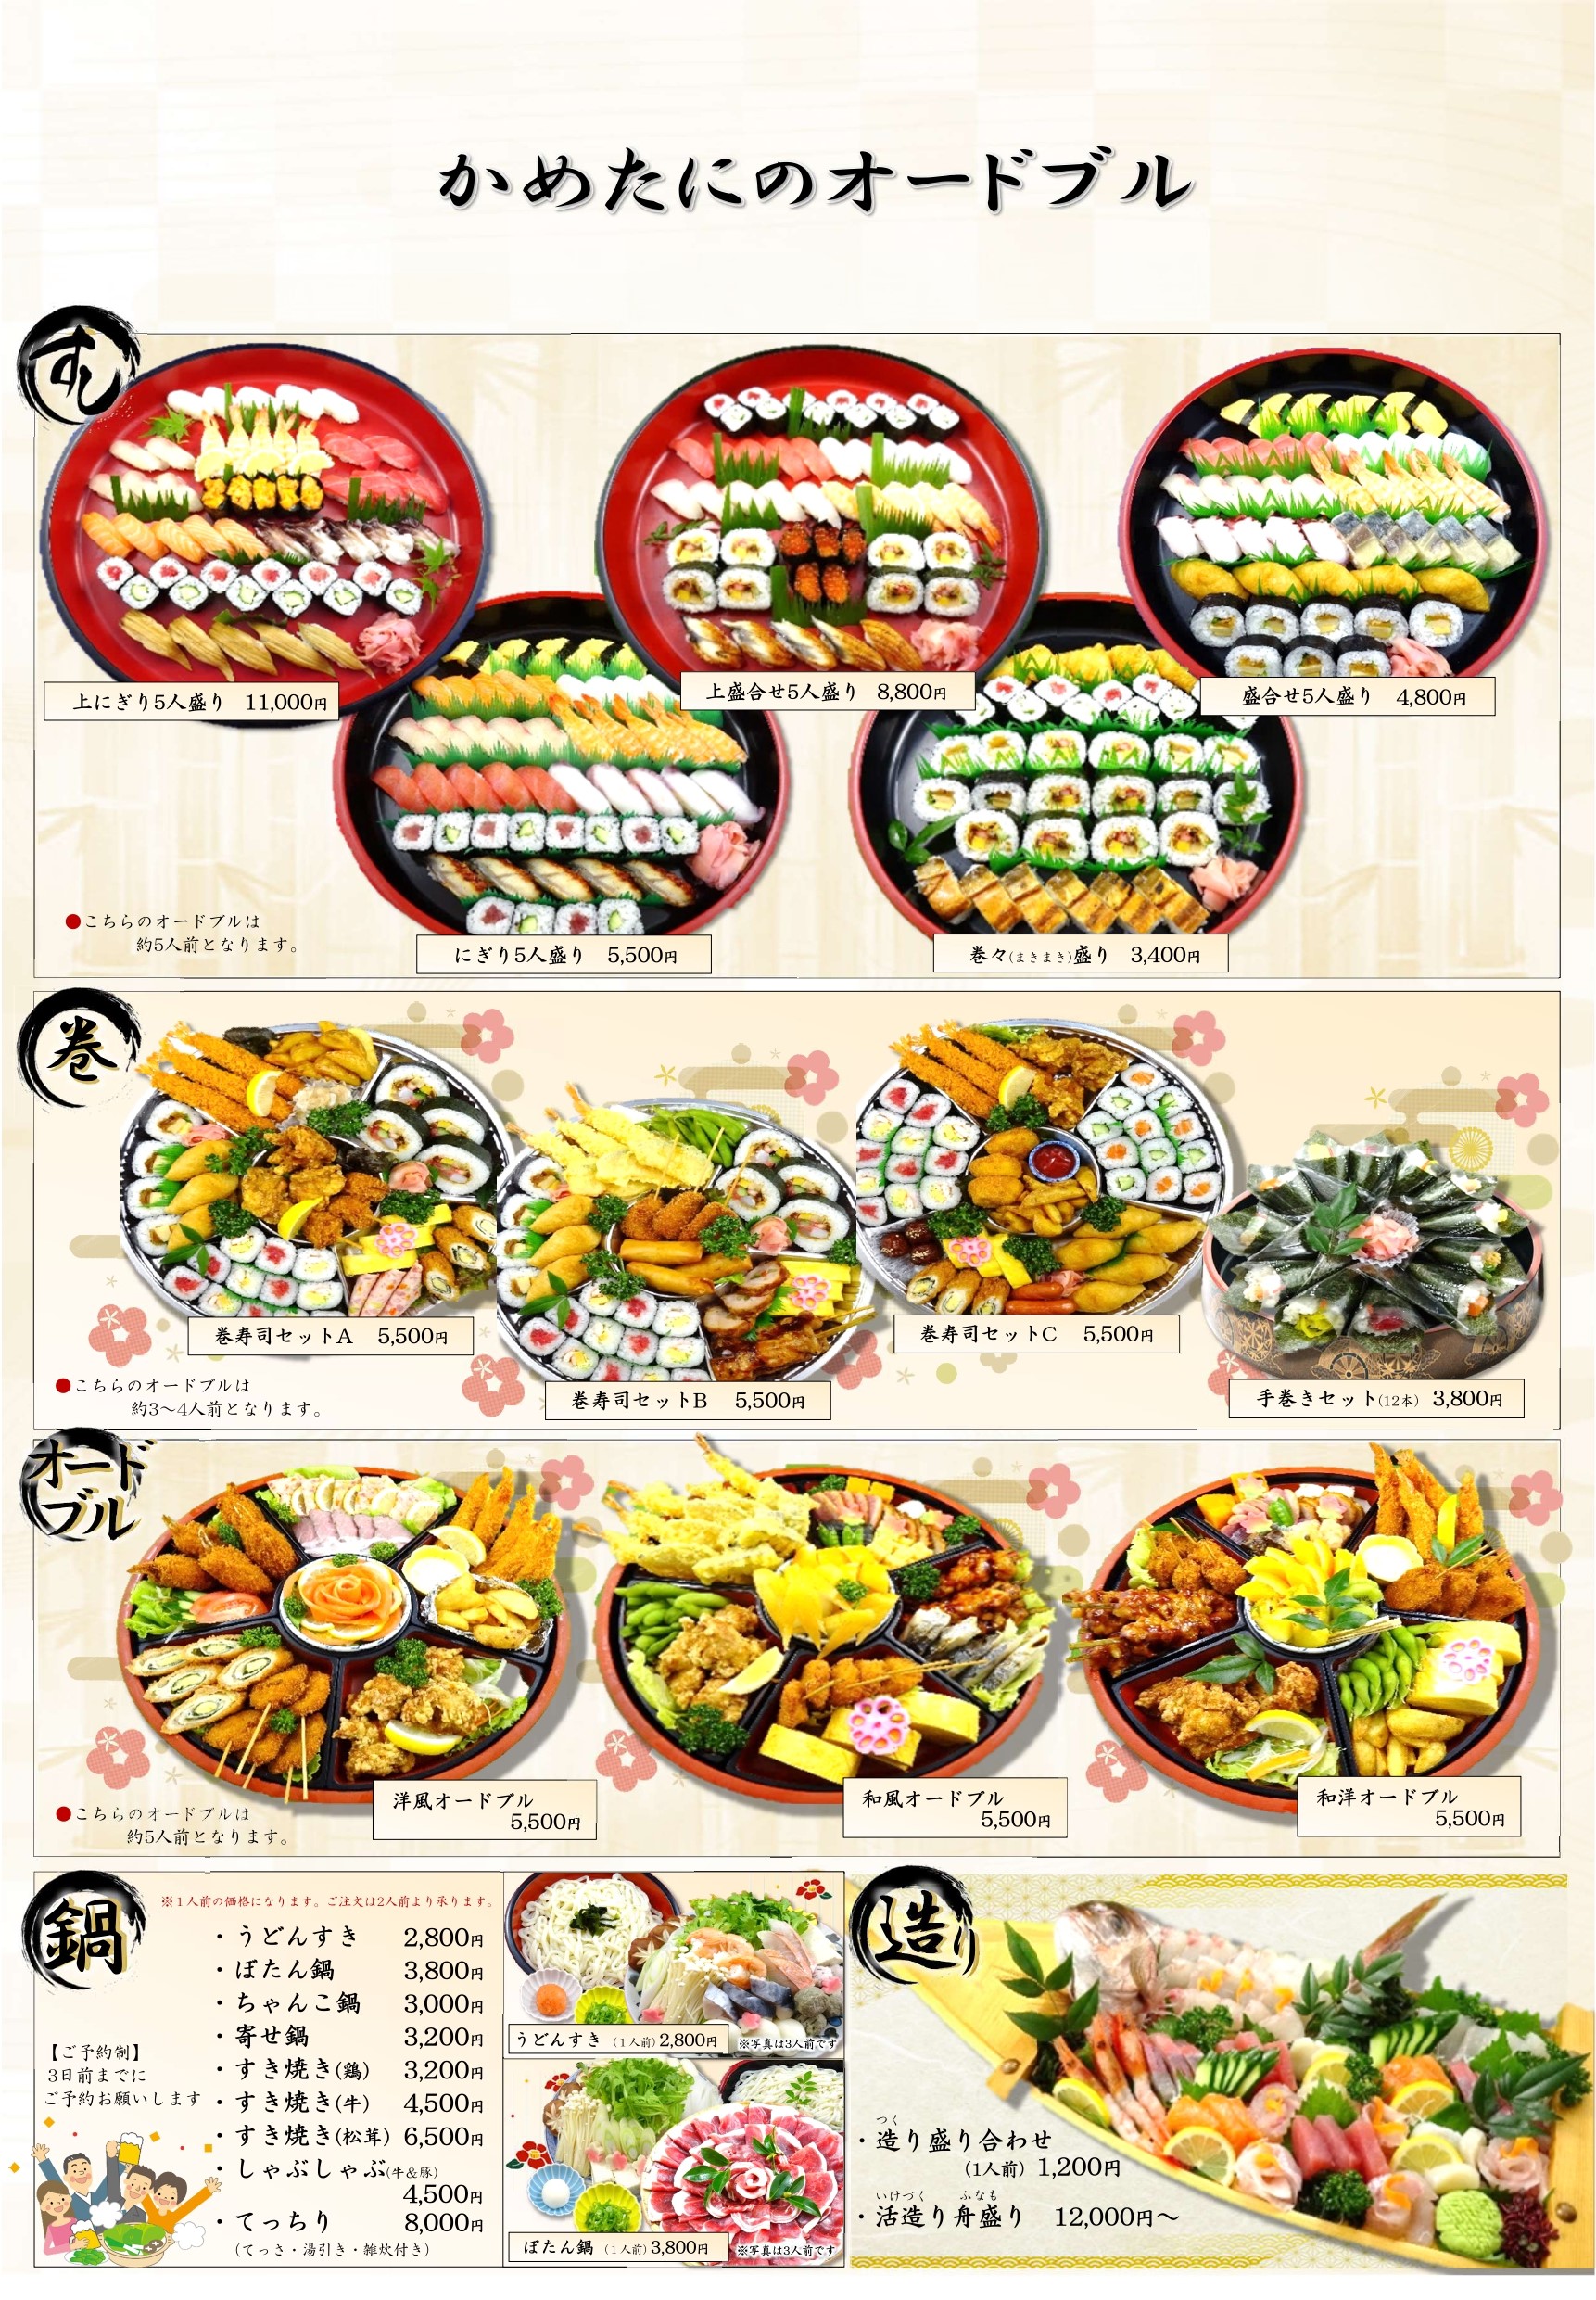 かめたにのオードブル
すし
上にぎり5人盛り 11,000円
上盛合せ5人盛り 8,800円
盛合せ5人盛り 4,800円
●こちらのオードブルは
約5人前となります。
にぎり5人盛り 5,500円
巻々(まきまき)盛り 3,400円
巻
巻寿司セットA 5,500円
巻寿司セットC 5,500円
●こちらのオードブルは
約3～4人前となります。
巻寿司セットB 5,500円
手巻きセット(12本) 3,800円
オード
ブル
洋風オードブル
5,500円
和風オードブル
5,500円
和洋オードブル
5,500円
●こちらのオードブルは
約5人前となります。
鍋
※1人前の価格になります。ご注文は2人前より承ります。
・うどんすき 2,800円
・ぼたん鍋 3,800円
・ちゃんこ鍋 3,000円
・寄せ鍋 3,200円
・すき焼き(鶏) 3,200円
・すき焼き(牛) 4,500円
・すき焼き(松茸) 6,500円
・しゃぶしゃぶ(牛&豚)
4,500円
・てっちり 8,000円
(てっさ・湯引き・雑炊付き)
【ご予約制】
3日前までに
ご予約お願いします
うどんすき (1人前) 2,800円
※写真は3人前です
ぼたん鍋 (1人前) 3,800円
※写真は3人前です
造り
つく
・造り盛り合わせ
(1人前) 1,200円
いけづく ふなも
・活造り舟盛り 12,000円～